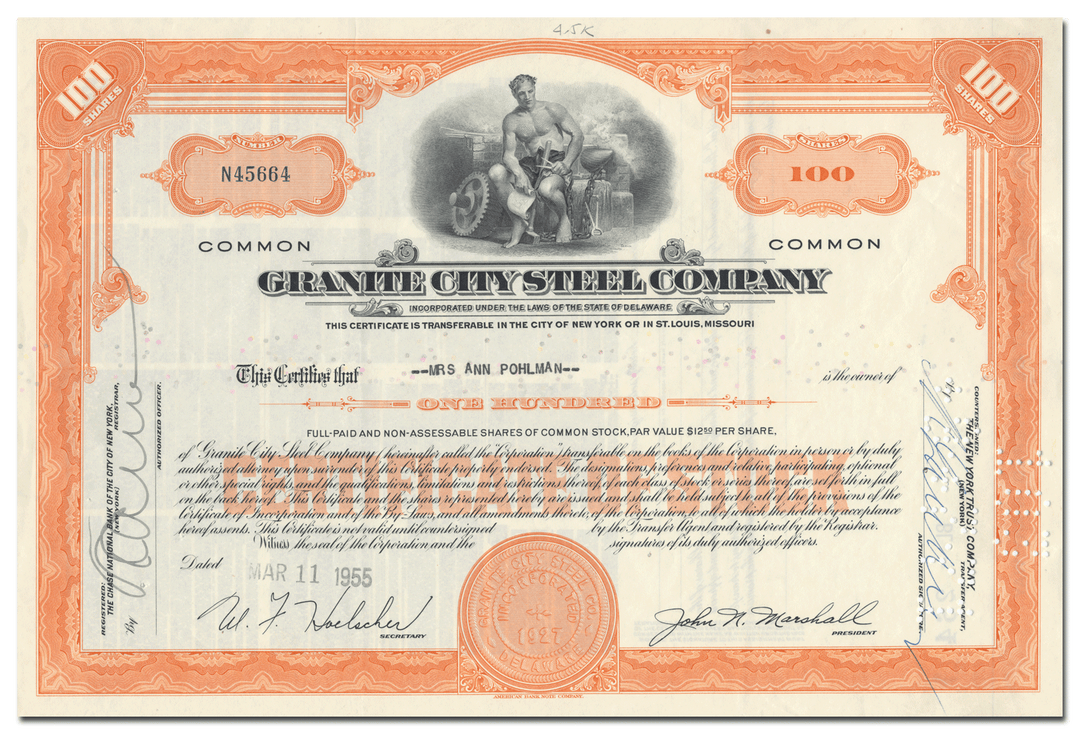 4.5K
100
SHARES
100
SHARES
NUMBER
N45664
SHARES
100
COMMON
COMMON
GRANITE CITY STEEL COMPANY
INCORPORATED UNDER THE LAWS OF THE STATE OF DELAWARE
THIS CERTIFICATE IS TRANSFERABLE IN THE CITY OF NEW YORK OR IN ST. LOUIS, MISSOURI
This Certifies that --MRS ANN POHLMAN-- is the owner of
ONE HUNDRED
FULL-PAID AND NON-ASSESSABLE SHARES OF COMMON STOCK, PAR VALUE $12.50 PER SHARE,
of Granite City Steel Company (hereinafter called the "Corporation") transferable on the books of the Corporation in person or by duly
authorized attorney upon surrender of this Certificate properly endorsed. The designations, preferences and relative, participating, optional
or other special rights, and the qualifications, limitations and restrictions thereof, of each class of stock or series thereof, are set forth in full
on the back hereof. This Certificate and the shares represented hereby are issued and shall be held subject to all of the provisions of the
Certificate of Incorporation and of the By-Laws, and all amendments thereto, of the Corporation, to all of which the holder by acceptance
hereof assents. This Certificate is not valid until countersigned by the Transfer Agent and registered by the Registrar.
Witness the seal of the Corporation and the signatures of its duly authorized officers.
Dated MAR 11 1955
W. F. Hoelscher
SECRETARY
John N. Marshall
PRESIDENT
GRANITE CITY STEEL
INCORPORATED
1927
DELAWARE
REGISTERED:
THE CHASE NATIONAL BANK OF THE CITY OF NEW YORK,
(NEW YORK) REGISTRAR,
By
AUTHORIZED OFFICER.
COUNTERSIGNED:
THE NEW YORK TRUST COMPANY,
(NEW YORK) TRANSFER AGENT,
By
AUTHORIZED SIGNATURE.
AMERICAN BANK NOTE COMPANY.